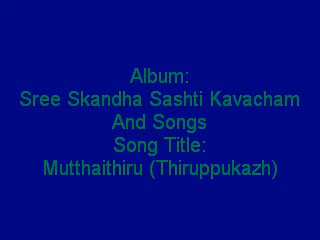 Album:
Sree Skandha Sashti Kavacham
And Songs
Song Title:
Mutthaithiru (Thiruppukazh)